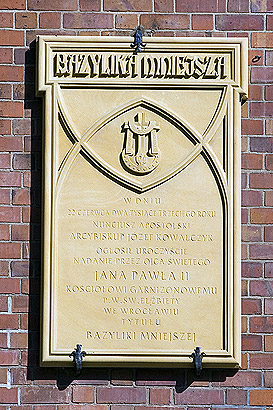 BAZYLIKA MNIEJSZA
W DNIU
22 CZERWCA DWA TYSIĄCE TRZECIEGO ROKU
NUNCJUSZ APOSTOLSKI
ARCYBISKUP JÓZEF KOWALCZYK
OGŁOSIŁ UROCZYŚCIE
NADANIE PRZEZ OJCA ŚWIĘTEGO
JANA PAWŁA II
KOŚCIOŁOWI GARNIZONOWEMU
P.W. ŚW. ELŻBIETY
WE WROCŁAWIU
TYTUŁU
BAZYLIKI MNIEJSZEJ